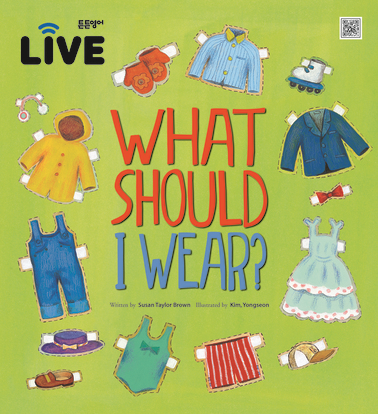 튼튼영어
LIVE
WHAT
SHOULD
I WEAR?
Written by Susan Taylor Brown Illustrated by Kim, Yongseon